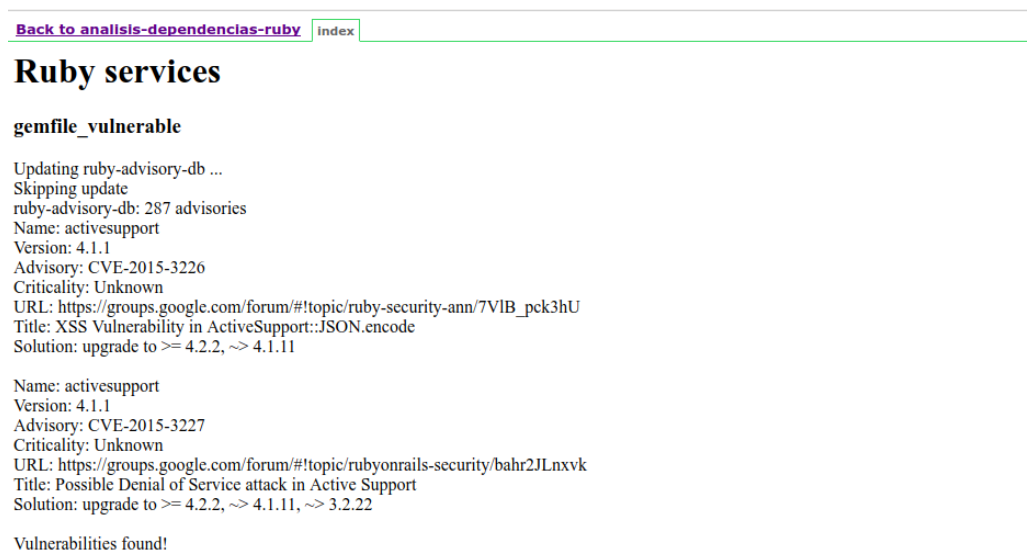 Back to analisis-dependencias-ruby index
Ruby services
gemfile_vulnerable
Updating ruby-advisory-db ...
Skipping update
ruby-advisory-db: 287 advisories
Name: activesupport
Version: 4.1.1
Advisory: CVE-2015-3226
Criticality: Unknown
URL: https://groups.google.com/forum/#!topic/ruby-security-ann/7VlB_pck3hU
Title: XSS Vulnerability in ActiveSupport::JSON.encode
Solution: upgrade to >= 4.2.2, ~> 4.1.11
Name: activesupport
Version: 4.1.1
Advisory: CVE-2015-3227
Criticality: Unknown
URL: https://groups.google.com/forum/#!topic/rubyonrails-security/bahr2JLnxvk
Title: Possible Denial of Service attack in Active Support
Solution: upgrade to >= 4.2.2, ~> 4.1.11, ~> 3.2.22
Vulnerabilities found!